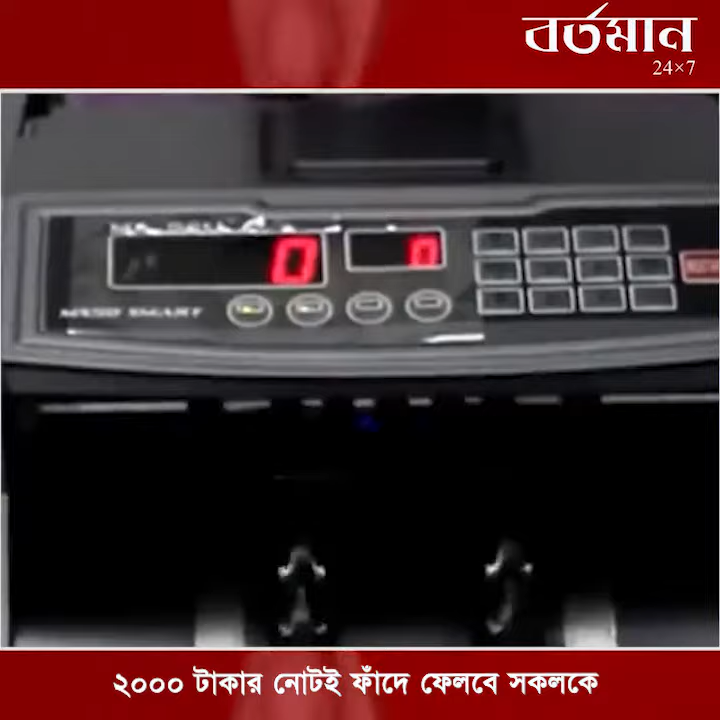 বর্তমান
24×7
0 0
২০০০ টাকার নোটই ফাঁদে ফেলবে সকলকে